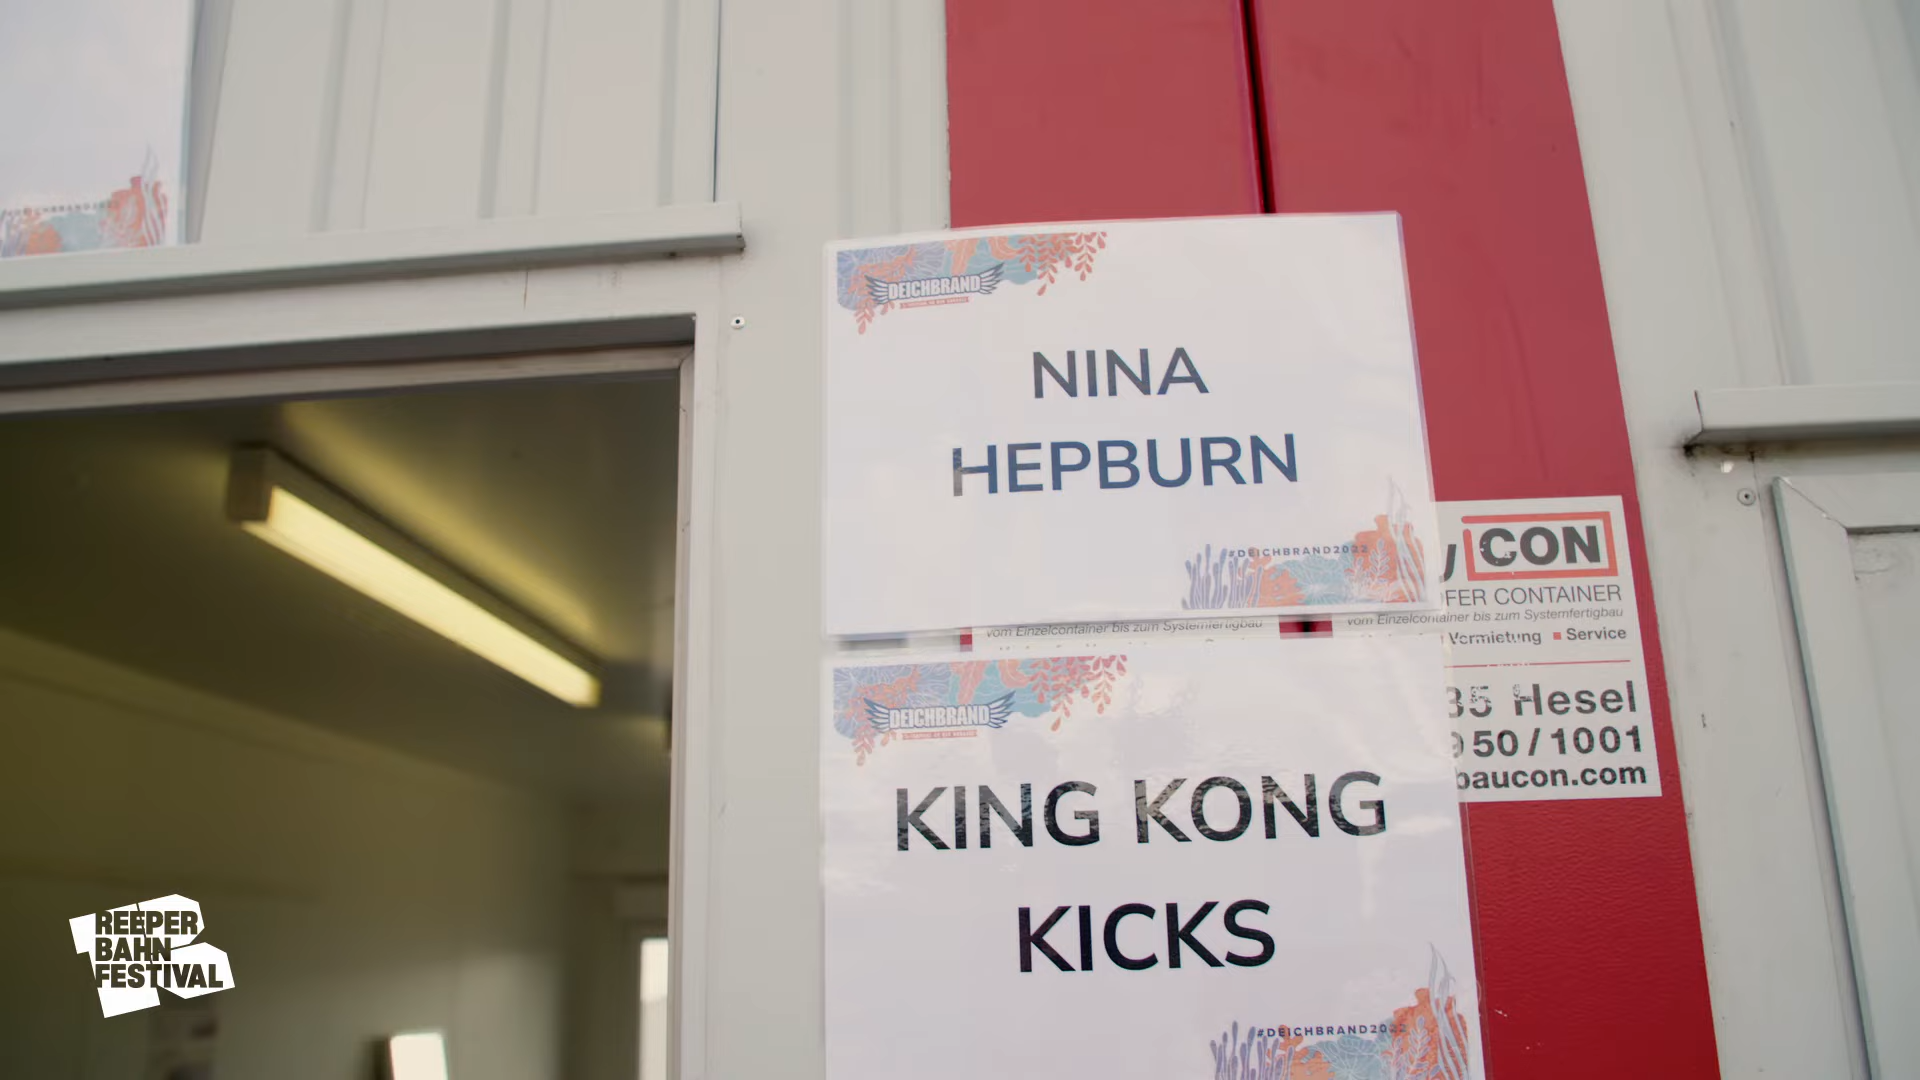 DEICHBRAND
NINA
HEPBURN
#DEICHBRAND2022
CON
FER CONTAINER
vom Einzelcontainer bis zum Systemfertigbau
vom Einzelcontainer bis zum Systemfertigbau
Vermietung ▪ Service
35 Hesel
950/1001
baucon.com
DEICHBRAND
KING KONG
KICKS
#DEICHBRAND2022
REEPER
BAHN
FESTIVAL